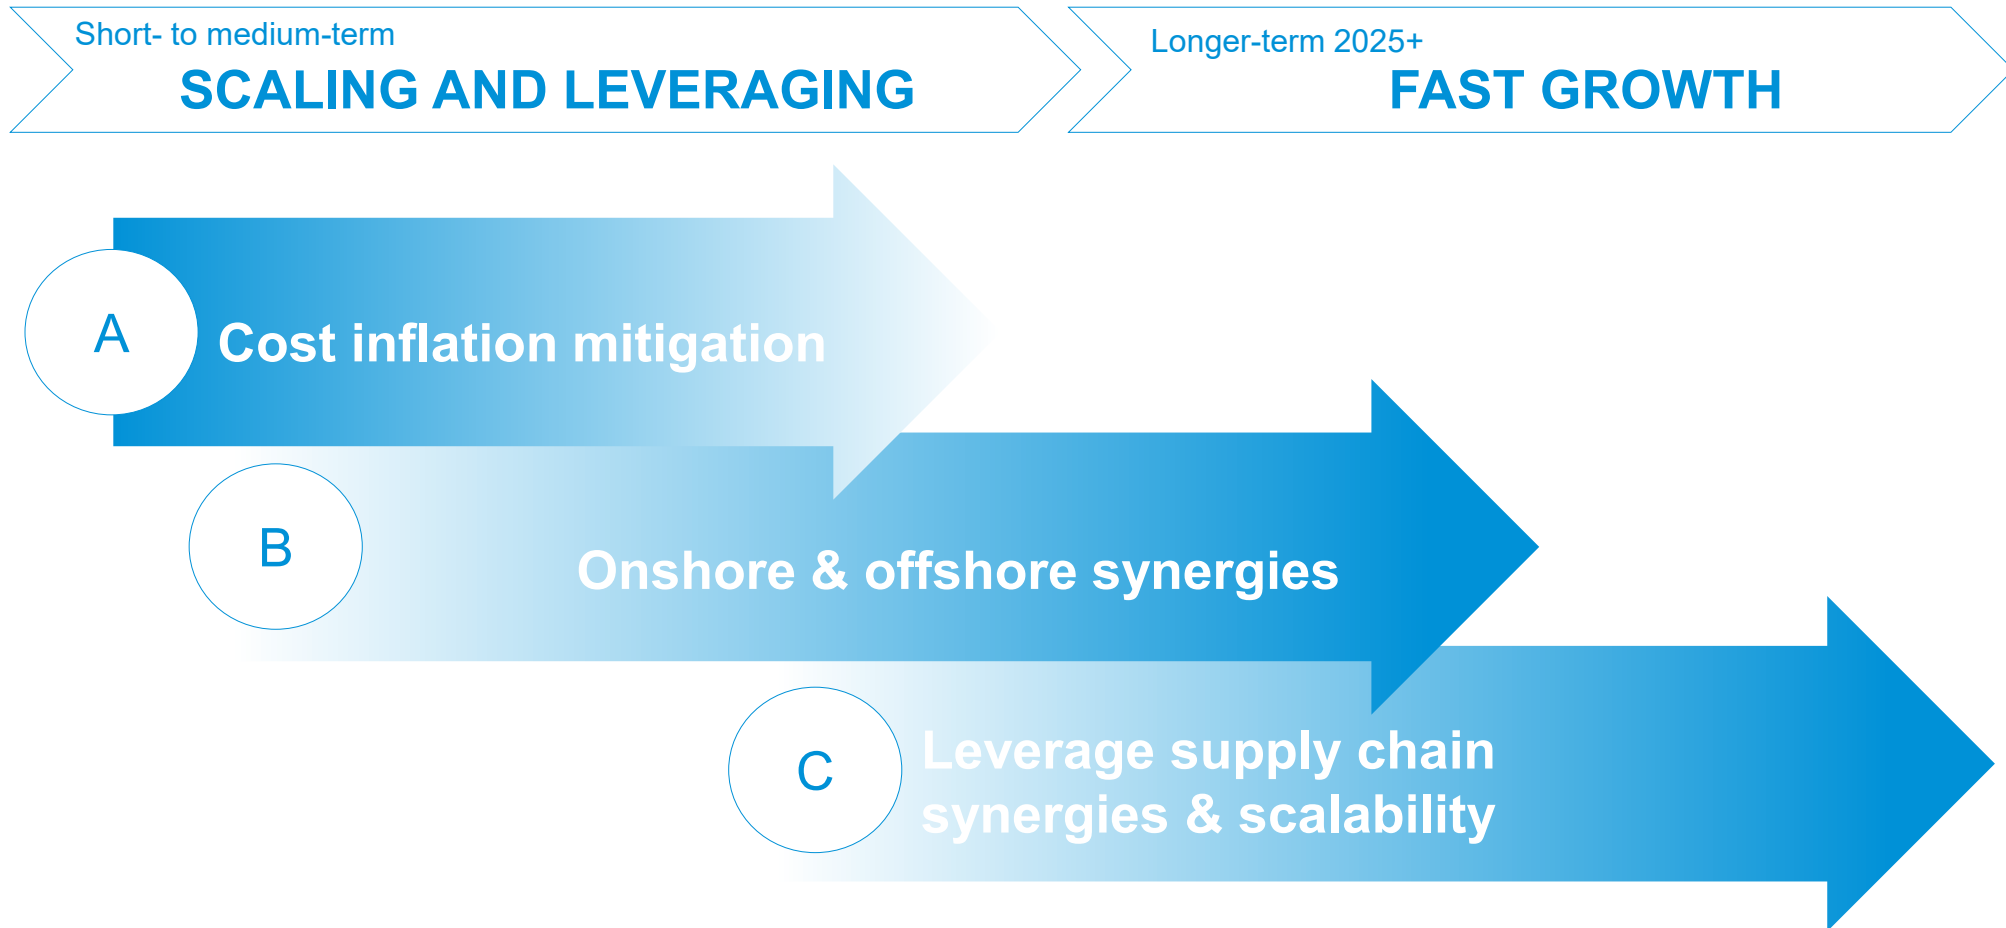 Short- to medium-term
SCALING AND LEVERAGING
Longer-term 2025+
FAST GROWTH
A
Cost inflation mitigation
B
Onshore & offshore synergies
C
Leverage supply chain
synergies & scalability